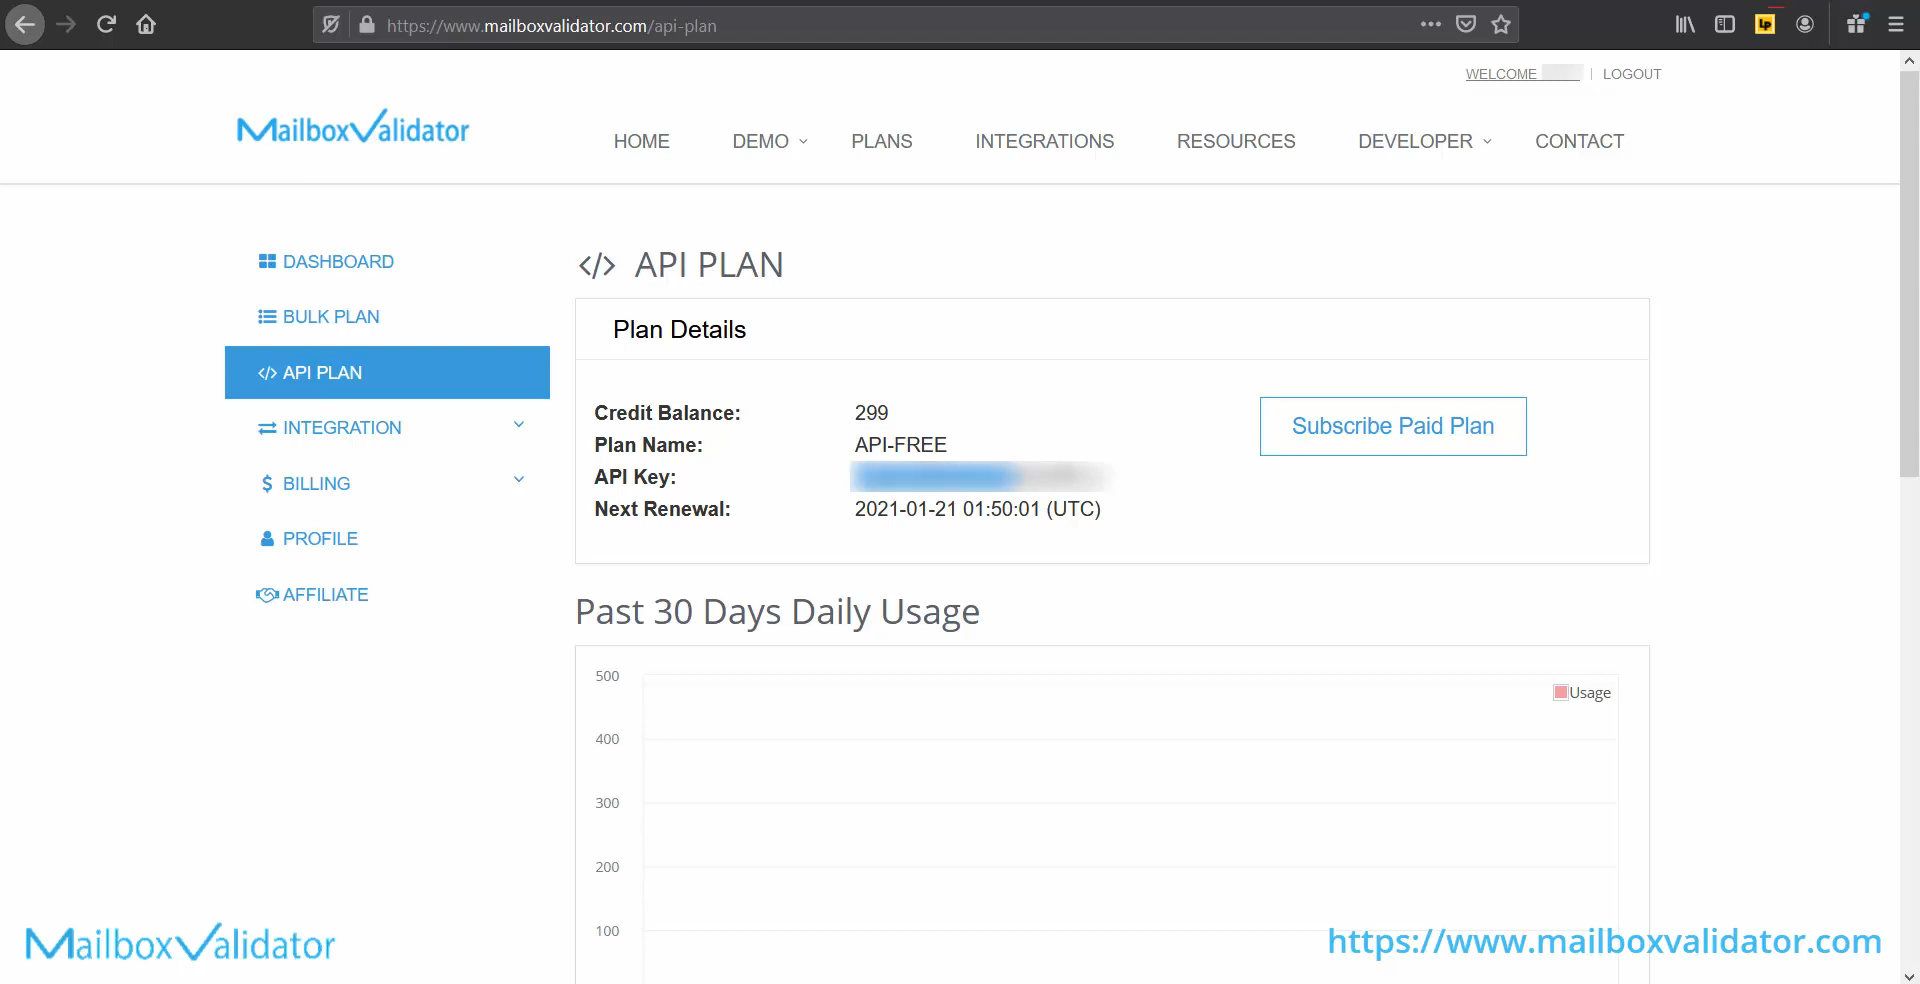 https://www.mailboxvalidator.com/api-plan
WELCOME | LOGOUT
MailboxValidator
HOME DEMO PLANS INTEGRATIONS RESOURCES DEVELOPER CONTACT
DASHBOARD
BULK PLAN
</> API PLAN
INTEGRATION
$ BILLING
PROFILE
AFFILIATE
</> API PLAN
Plan Details
Credit Balance: 299
Plan Name: API-FREE
API Key:
Next Renewal: 2021-01-21 01:50:01 (UTC)
Subscribe Paid Plan
Past 30 Days Daily Usage
500
Usage
400
300
200
100
MailboxValidator
https://www.mailboxvalidator.com